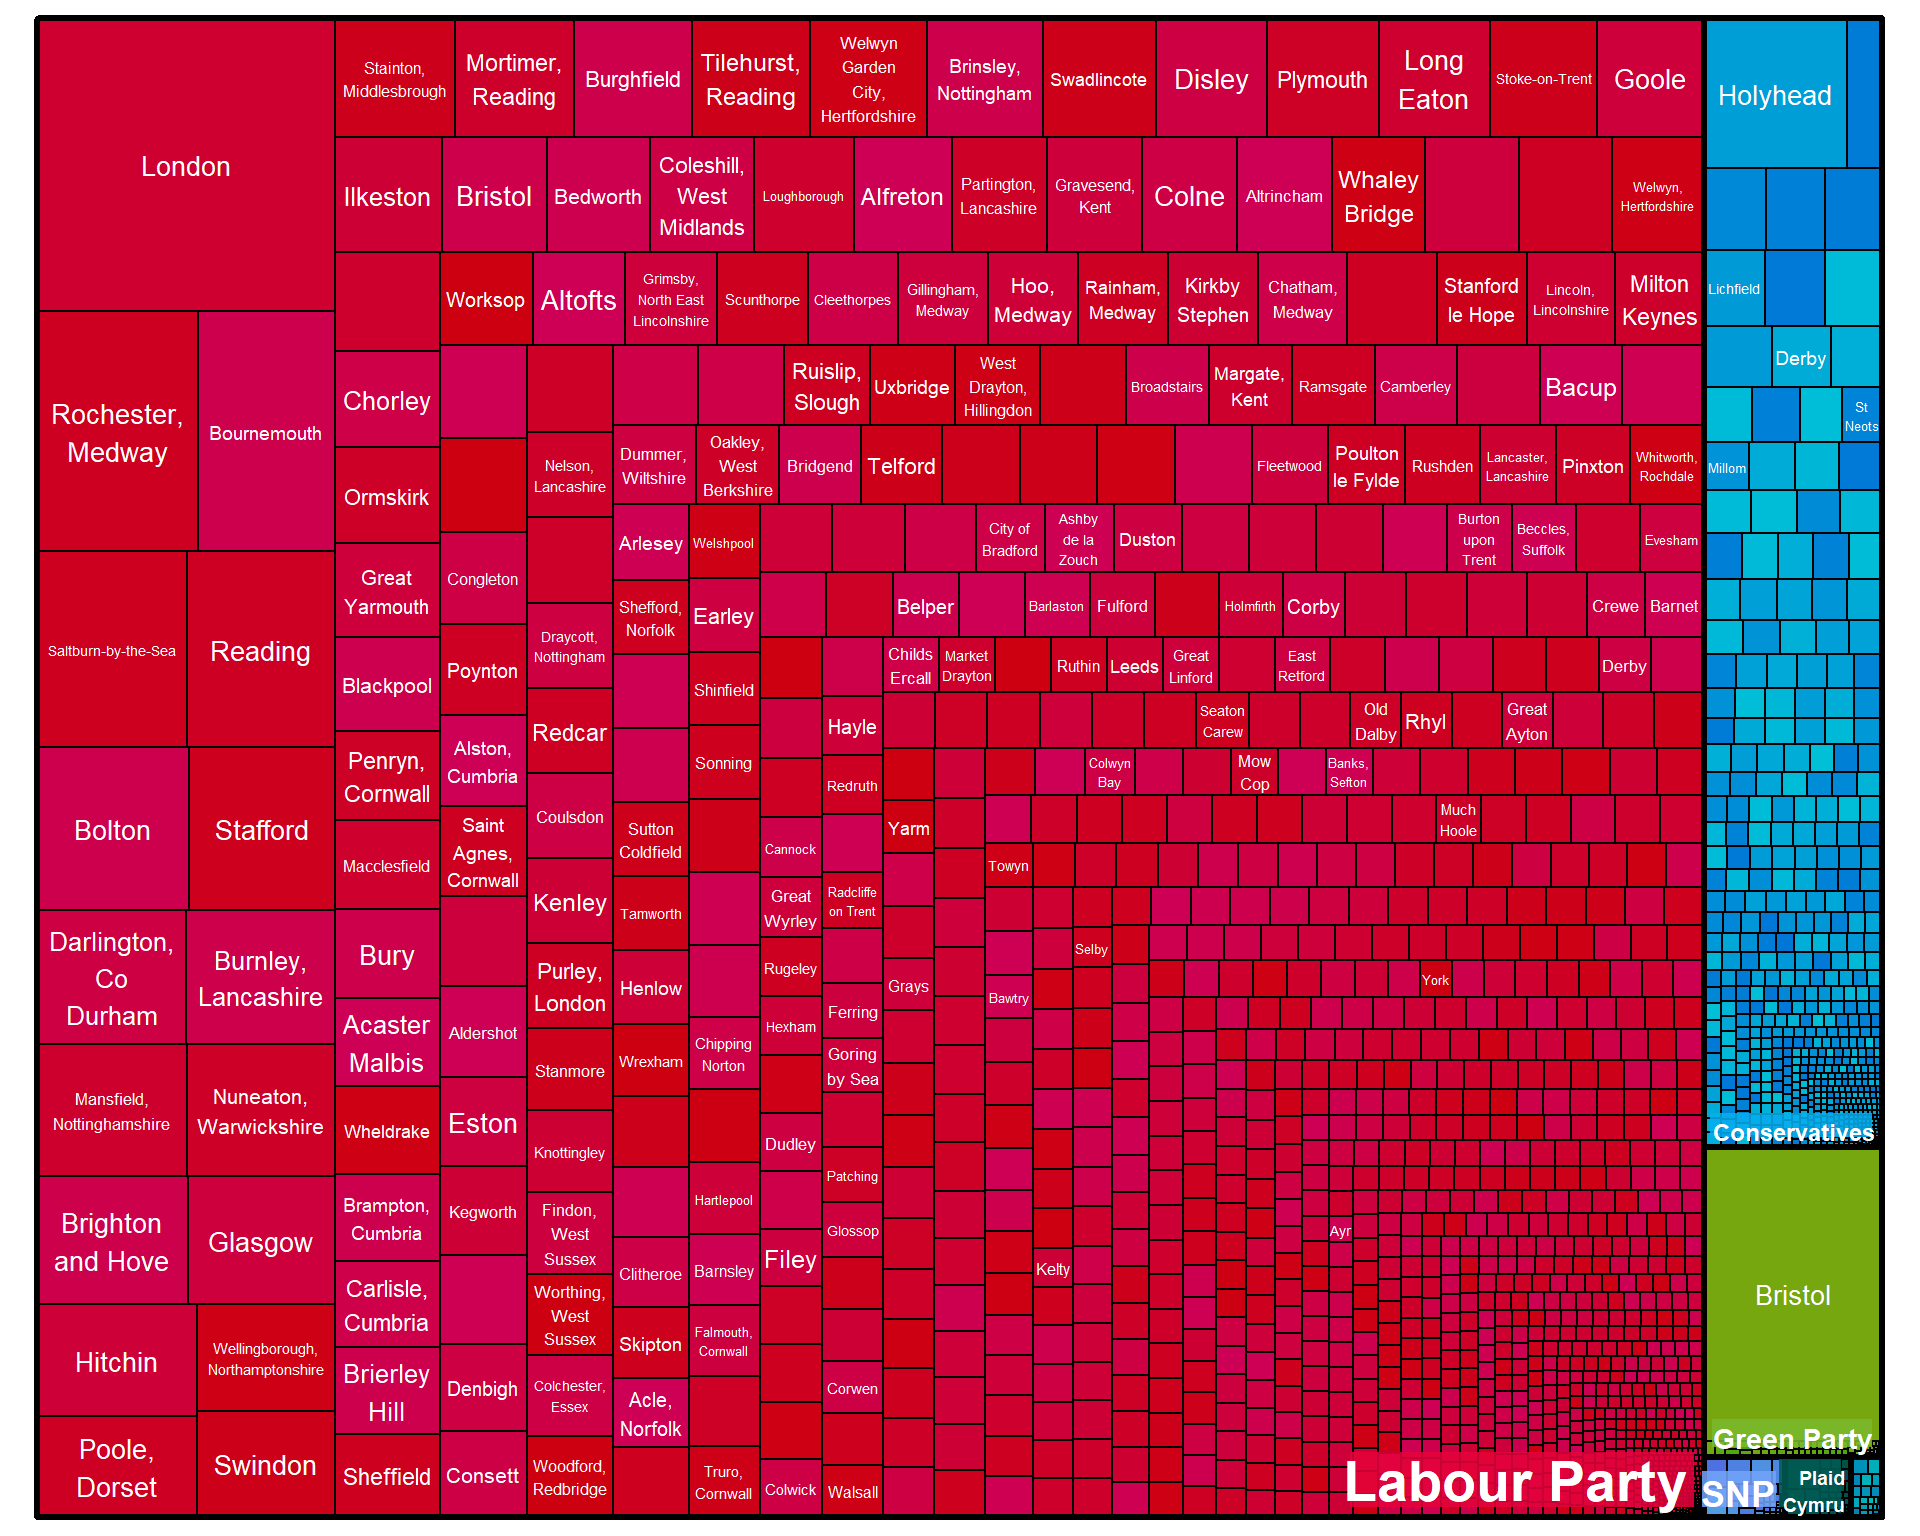 London
Rochester,
Medway
Bournemouth
Saltburn-by-the-Sea
Reading
Bolton
Stafford
Darlington,
Co
Durham
Burnley,
Lancashire
Mansfield,
Nottinghamshire
Nuneaton,
Warwickshire
Brighton
and Hove
Glasgow
Hitchin
Wellingborough,
Northamptonshire
Poole,
Dorset
Swindon
Stainton,
Middlesbrough
Mortimer,
Reading
Burghfield
Tilehurst,
Reading
Welwyn
Garden
City,
Hertfordshire
Brinsley,
Nottingham
Swadlincote
Disley
Plymouth
Long
Eaton
Stoke-on-Trent
Goole
Ilkeston
Bristol
Bedworth
Coleshill,
West
Midlands
Loughborough
Alfreton
Partington,
Lancashire
Gravesend,
Kent
Colne
Altrincham
Whaley
Bridge
Welwyn,
Hertfordshire
Worksop
Altofts
Grimsby,
North East
Lincolnshire
Scunthorpe
Cleethorpes
Gillingham,
Medway
Hoo,
Medway
Rainham,
Medway
Kirkby
Stephen
Chatham,
Medway
Stanford
le Hope
Lincoln,
Lincolnshire
Milton
Keynes
Chorley
Ormskirk
Great
Yarmouth
Blackpool
Penryn,
Cornwall
Macclesfield
Bury
Acaster
Malbis
Wheldrake
Brampton,
Cumbria
Carlisle,
Cumbria
Brierley
Hill
Sheffield
Congleton
Poynton
Alston,
Cumbria
Saint
Agnes,
Cornwall
Aldershot
Eston
Kegworth
Denbigh
Consett
Nelson,
Lancashire
Draycott,
Nottingham
Redcar
Coulsdon
Kenley
Purley,
London
Stanmore
Knottingley
Findon,
West
Sussex
Worthing,
West
Sussex
Colchester,
Essex
Woodford,
Redbridge
Ruislip,
Slough
Uxbridge
West
Drayton,
Hillingdon
Broadstairs
Margate,
Kent
Ramsgate
Camberley
Bacup
Dummer,
Wiltshire
Oakley,
West
Berkshire
Bridgend
Telford
Fleetwood
Poulton
le Fylde
Rushden
Lancaster,
Lancashire
Pinxton
Whitworth,
Rochdale
Arlesey
Shefford,
Norfolk
Sutton
Coldfield
Tamworth
Henlow
Wrexham
Clitheroe
Skipton
Acle,
Norfolk
Welshpool
Earley
Shinfield
Sonning
Chipping
Norton
Hartlepool
Barnsley
Falmouth,
Cornwall
Truro,
Cornwall
City of
Bradford
Ashby
de la
Zouch
Duston
Burton
upon
Trent
Beccles,
Suffolk
Evesham
Belper
Barlaston
Fulford
Holmfirth
Corby
Crewe
Barnet
Cannock
Great
Wyrley
Rugeley
Hexham
Dudley
Filey
Colwick
Hayle
Redruth
Radcliffe
on Trent
Ferring
Goring
by Sea
Patching
Glossop
Corwen
Walsall
Childs
Ercall
Market
Drayton
Ruthin
Leeds
Great
Linford
East
Retford
Derby
Seaton
Carew
Old
Dalby
Rhyl
Great
Ayton
Yarm
Grays
Colwyn
Bay
Mow
Cop
Banks,
Sefton
Much
Hoole
Towyn
Bawtry
Selby
York
Kelty
Ayr
Labour Party
Holyhead
Lichfield
Derby
St
Neots
Millom
Conservatives
Bristol
Green Party
SNP
Plaid
Cymru